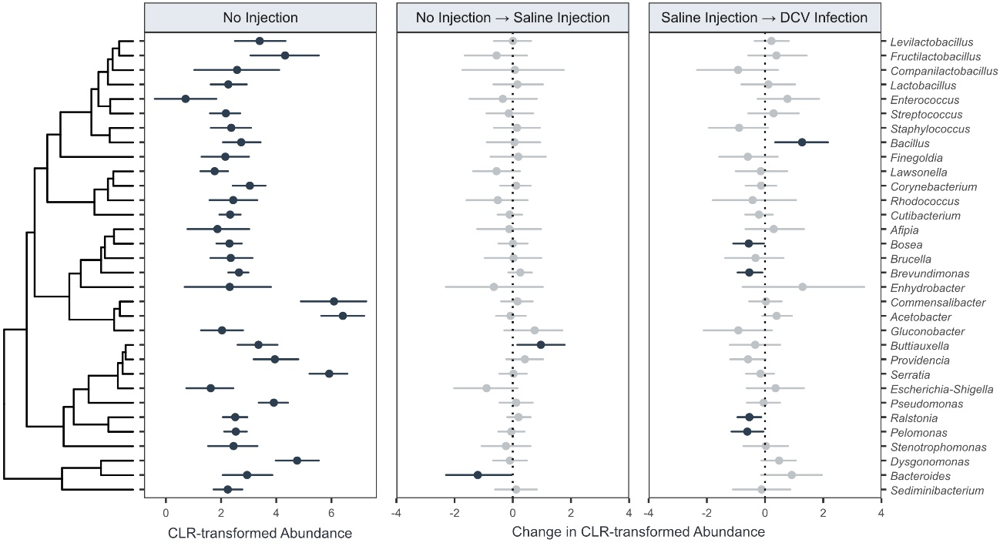 No Injection
No Injection → Saline Injection
Saline Injection → DCV Infection
Levilactobacillus
Fructilactobacillus
Companilactobacillus
Lactobacillus
Enterococcus
Streptococcus
Staphylococcus
Bacillus
Finegoldia
Lawsonella
Corynebacterium
Rhodococcus
Cutibacterium
Afipia
Bosea
Brucella
Brevundimonas
Enhydrobacter
Commensalibacter
Acetobacter
Gluconobacter
Buttiauxella
Providencia
Serratia
Escherichia-Shigella
Pseudomonas
Ralstonia
Pelomonas
Stenotrophomonas
Dysgonomonas
Bacteroides
Sediminibacterium
0 2 4 6
-4 -2 0 2 4
-4 -2 0 2 4
CLR-transformed Abundance
Change in CLR-transformed Abundance